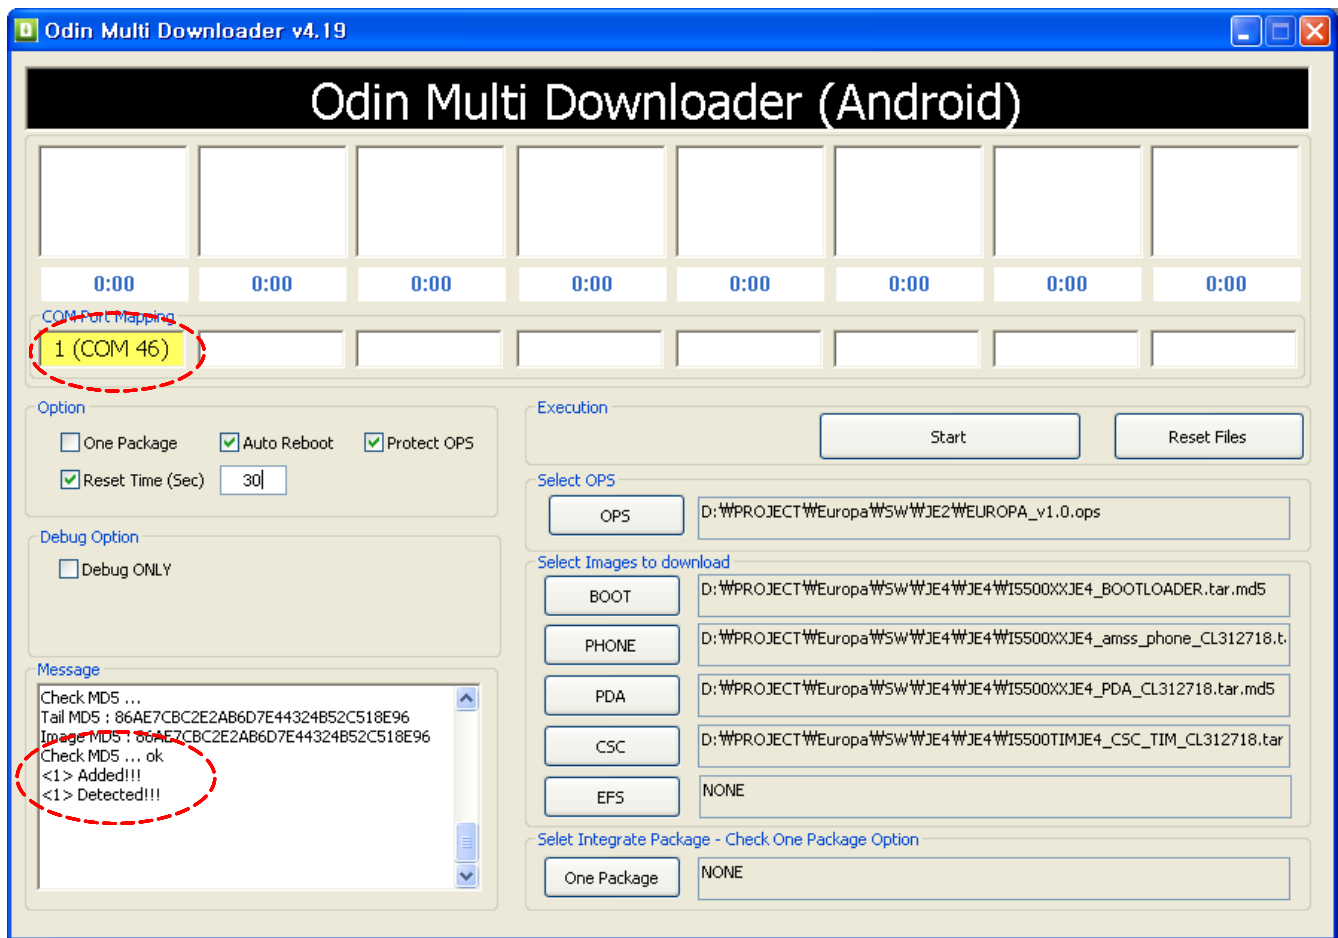 Odin Multi Downloader v4.19
Odin Multi Downloader (Android)
0:00 0:00 0:00 0:00 0:00 0:00 0:00 0:00
COM Port Mapping
1 (COM 46)
Option
One Package Auto Reboot Protect OPS
Reset Time (Sec) 30
Debug Option
Debug ONLY
Message
Check MD5 ...
Tail MD5 : 86AE7CBC2E2AB6D7E44324B52C518E96
Image MD5 : 86AE7CBC2E2AB6D7E44324B52C518E96
Check MD5 ... ok
<1> Added!!!
<1> Detected!!!
Execution
Start Reset Files
Select OPS
OPS D:₩PROJECT₩Europa₩SW₩JE2₩EUROPA_v1.0.ops
Select Images to download
BOOT D:₩PROJECT₩Europa₩SW₩JE4₩JE4₩I5500XXJE4_BOOTLOADER.tar.md5
PHONE D:₩PROJECT₩Europa₩SW₩JE4₩JE4₩I5500XXJE4_amss_phone_CL312718.t
PDA D:₩PROJECT₩Europa₩SW₩JE4₩JE4₩I5500XXJE4_PDA_CL312718.tar.md5
CSC D:₩PROJECT₩Europa₩SW₩JE4₩JE4₩I5500TIMJE4_CSC_TIM_CL312718.tar
EFS NONE
Selet Integrate Package - Check One Package Option
One Package NONE